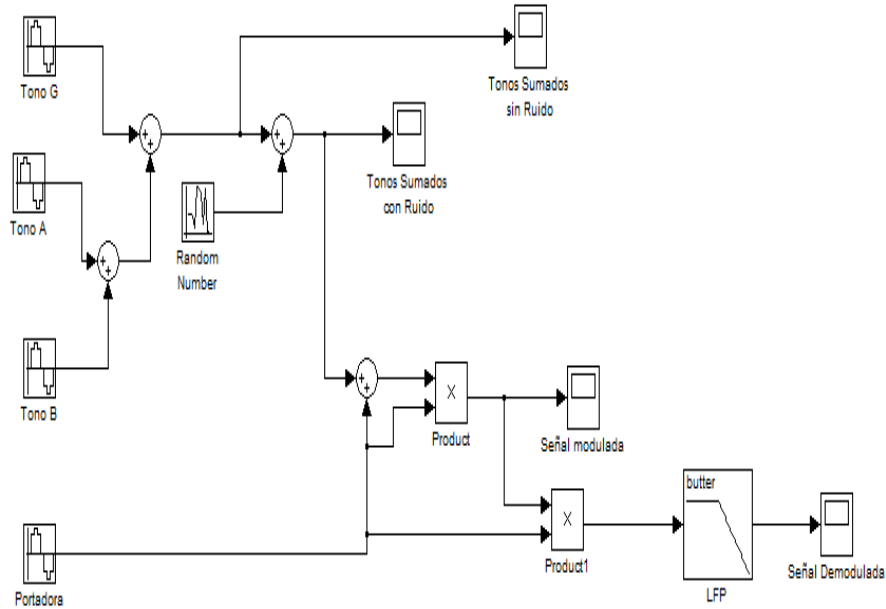 Tono G
Tonos Sumados
sin Ruido
+
+
+
+
Tonos Sumados
con Ruido
Tono A
Random
Number
+
+
Tono B
+
+
×
Product
Señal modulada
butter
×
Product1
Señal Demodulada
LFP
Portadora